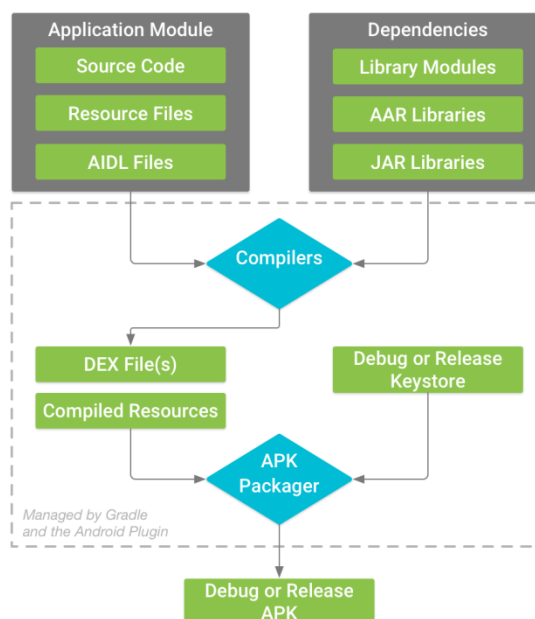 Application Module
Source Code
Resource Files
AIDL Files
Dependencies
Library Modules
AAR Libraries
JAR Libraries
Compilers
DEX File(s)
Compiled Resources
Debug or Release
Keystore
APK
Packager
Managed by Gradle
and the Android Plugin
Debug or Release
APK